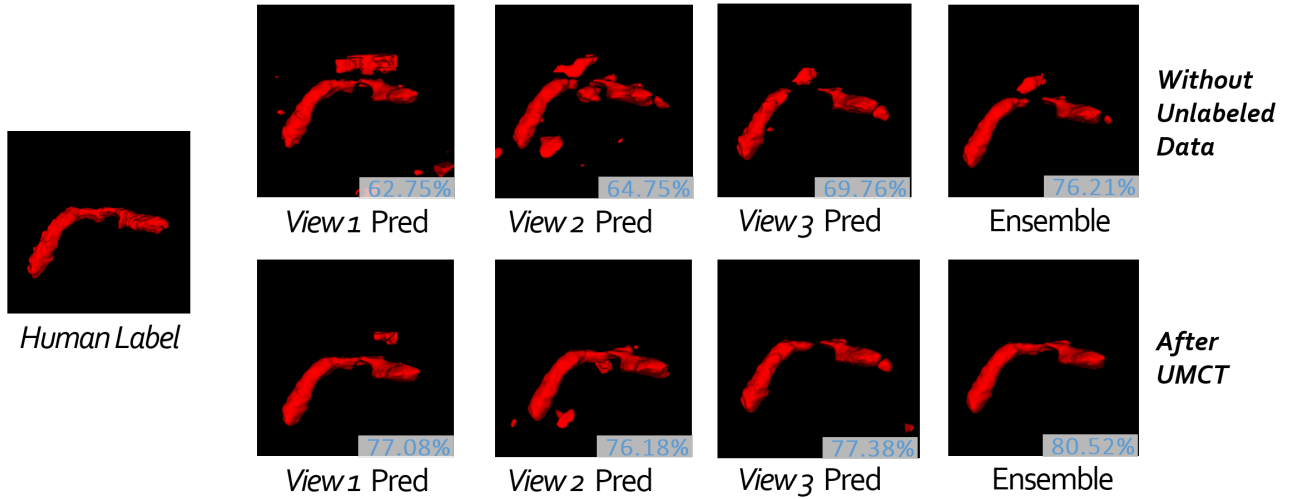 62.75%
64.75%
69.76%
76.21%
View 1 Pred
View 2 Pred
View 3 Pred
Ensemble
Without
Unlabeled
Data
Human Label
77.08%
76.18%
77.38%
80.52%
View 1 Pred
View 2 Pred
View 3 Pred
Ensemble
After
UMCT